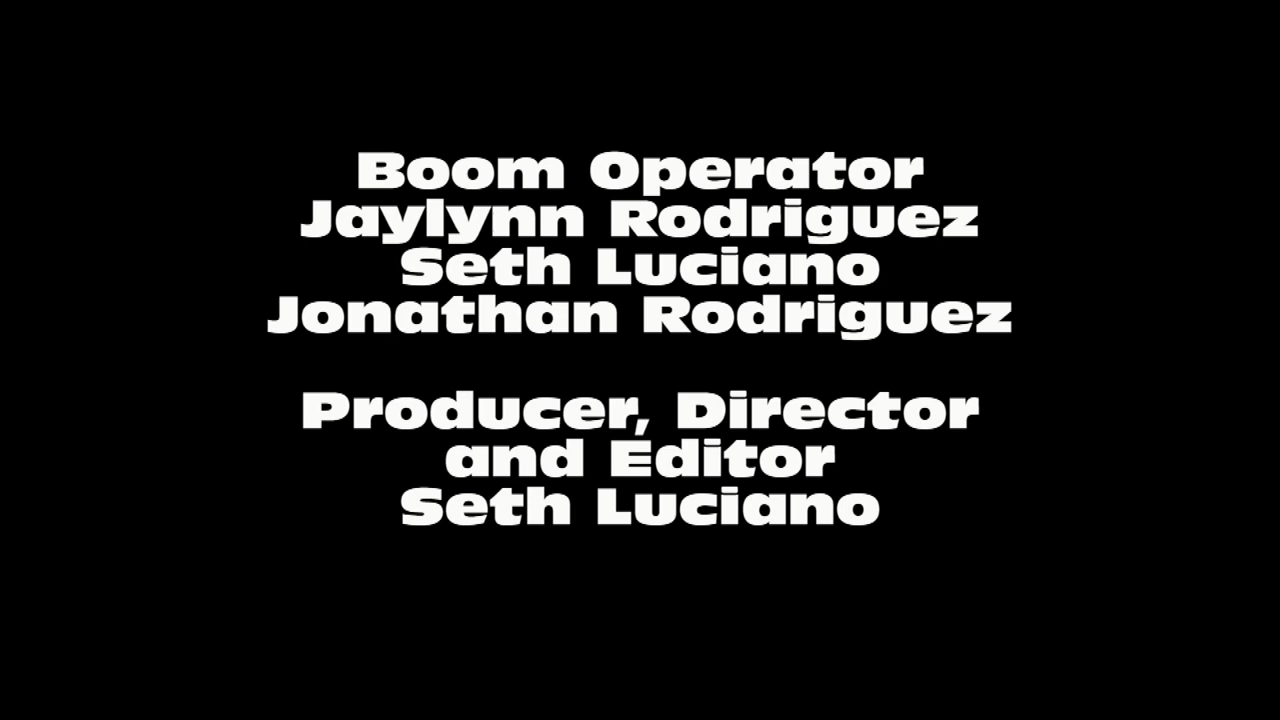 Boom Operator
Jaylynn Rodriguez
Seth Luciano
Jonathan Rodriguez
Producer, Director
and Editor
Seth Luciano